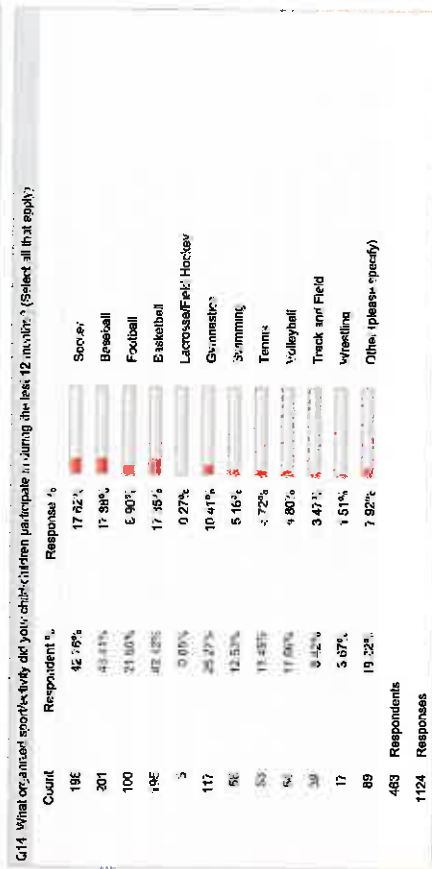 Q14 What organized sport/activity did your child/children participate in during the last 12 months? (Select all that apply)
Count Respondent % Response %
198 42.76% 17.62% Soccer
201 43.41% 17.88% Baseball
100 21.60% 8.90% Football
195 42.12% 17.35% Basketball
3 0.65% 0.27% Lacrosse/Field Hockey
117 25.27% 10.41% Gymnastics
58 12.53% 5.16% Swimming
53 11.45% 4.72% Tennis
54 11.66% 4.80% Volleyball
39 8.42% 3.47% Track and Field
17 3.67% 1.51% Wrestling
89 19.22% 7.92% Other (please specify)
463 Respondents
1124 Responses